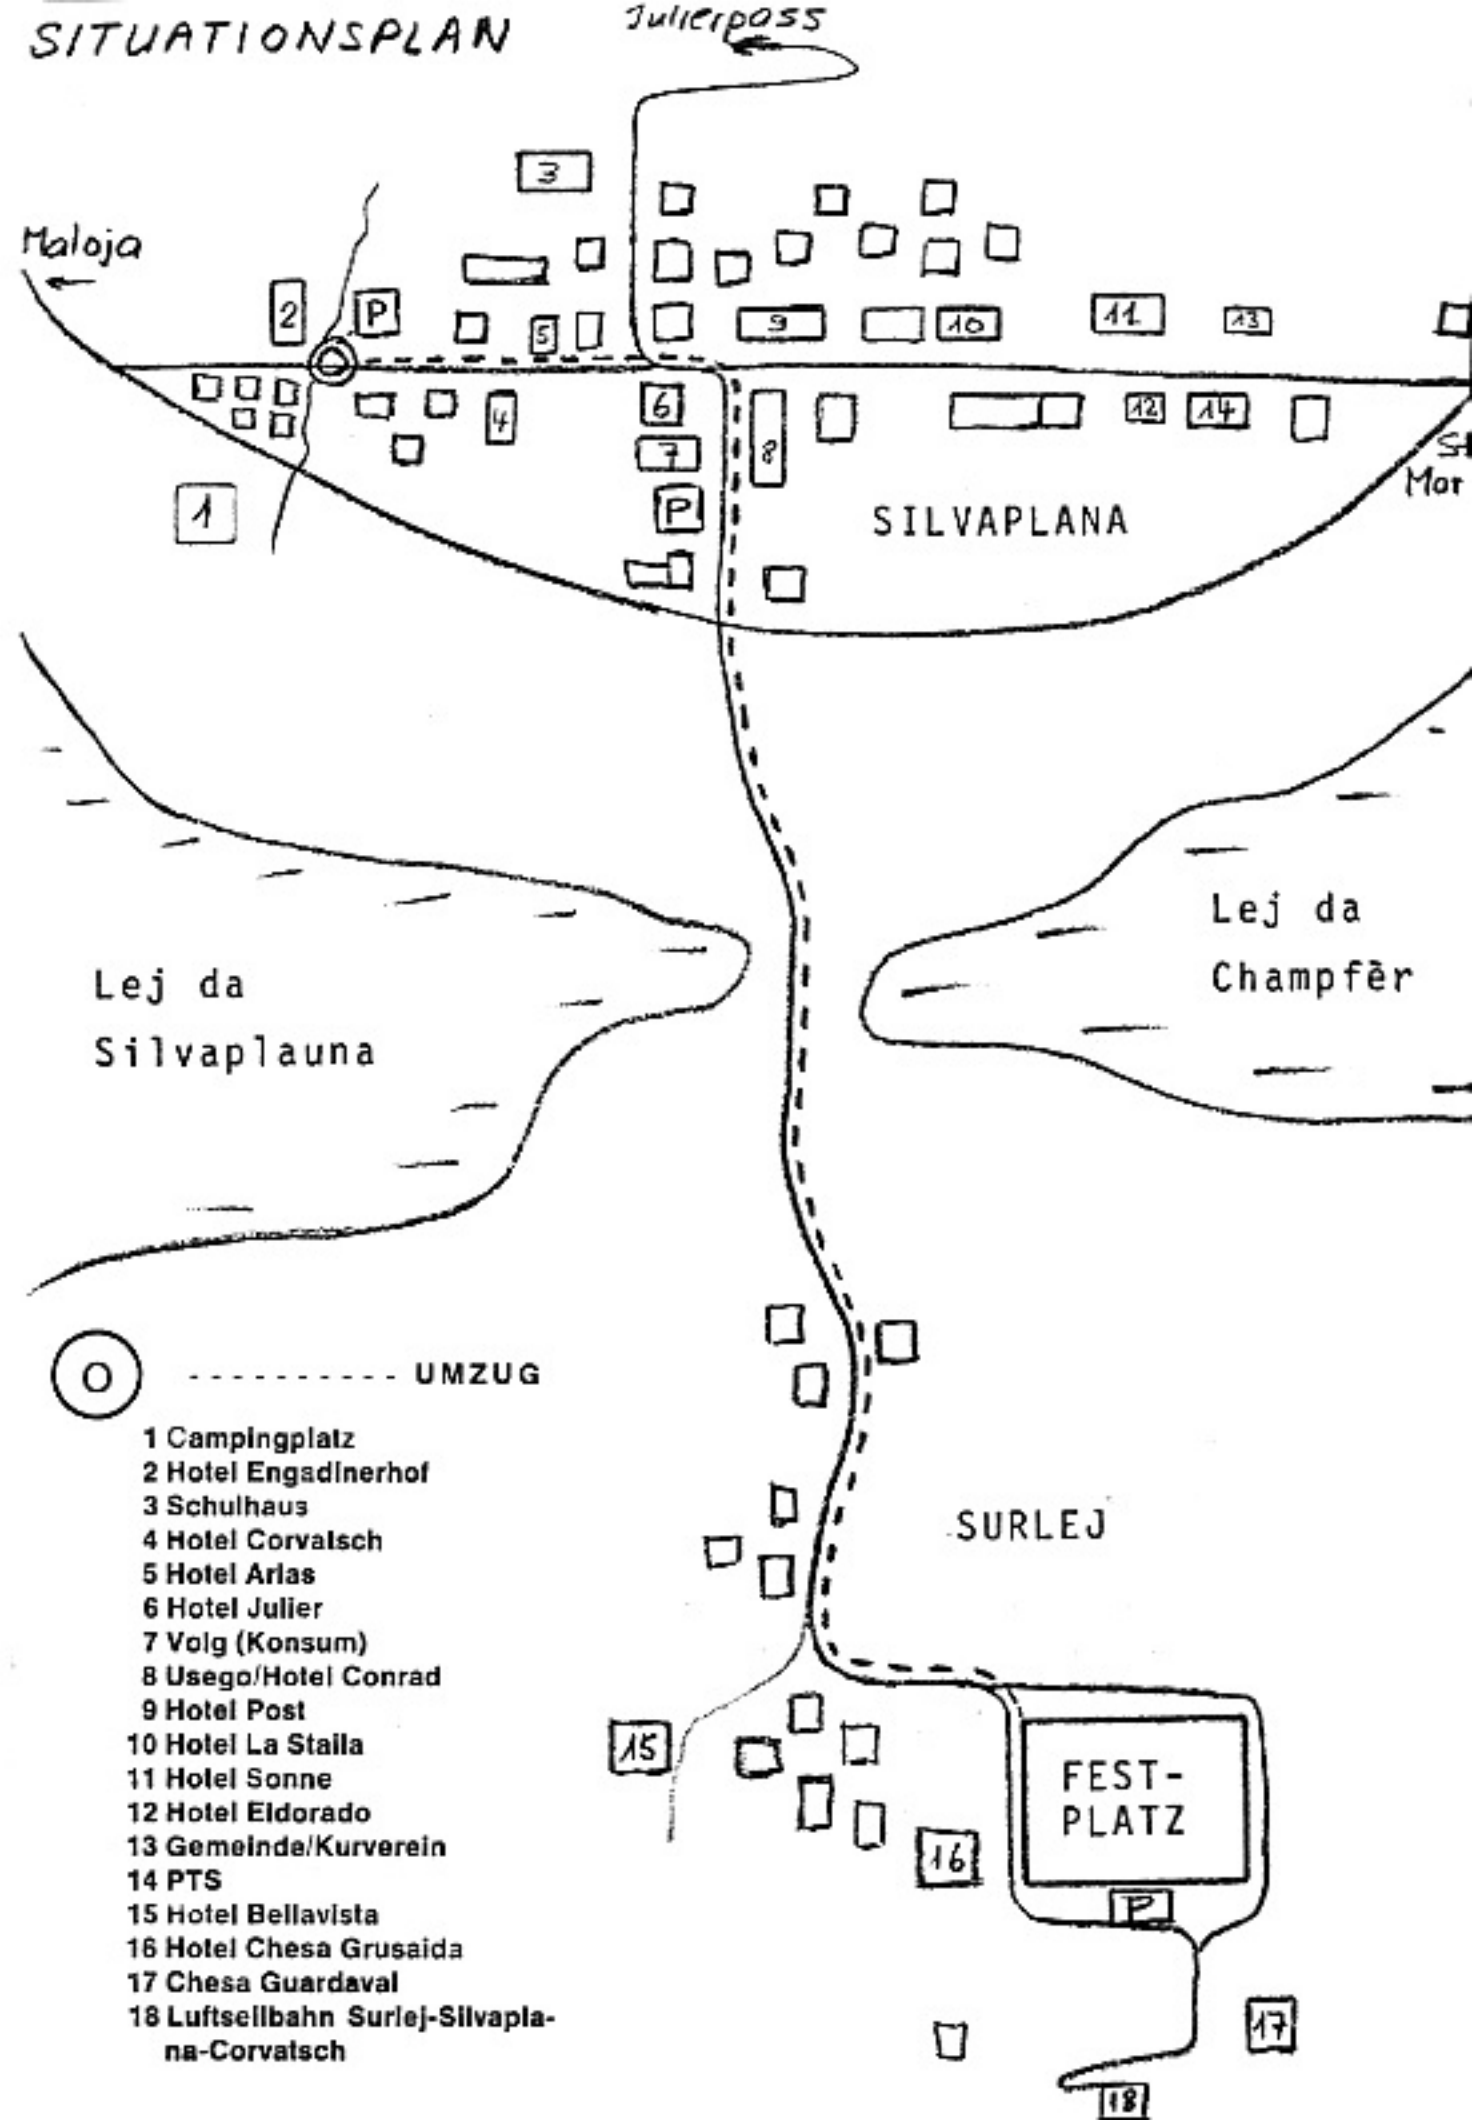 SITUATIONSPLAN
Julierpass
3
Maloja
2
P
5
9
10
11
13
4
6
7
8
12
14
1
P
SILVAPLANA
St
Mor
Lej da
Champfèr
Lej da
Silvaplauna
O ---------- UMZUG
1 Campingplatz
2 Hotel Engadinerhof
3 Schulhaus
4 Hotel Corvatsch
5 Hotel Arlas
6 Hotel Julier
7 Volg (Konsum)
8 Usego/Hotel Conrad
9 Hotel Post
10 Hotel La Staila
11 Hotel Sonne
12 Hotel Eldorado
13 Gemeinde/Kurverein
14 PTS
15 Hotel Bellavista
16 Hotel Chesa Grusaida
17 Chesa Guardaval
18 Luftseilbahn Surlej-Silvapla-
na-Corvatsch
SURLEJ
15
FEST-
PLATZ
16
P
17
18